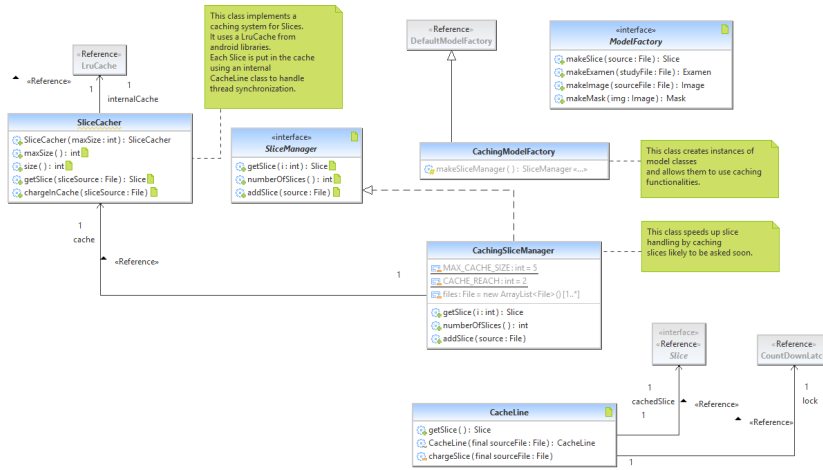 This class implements a
caching system for Slices.
It uses a LruCache from
android libraries.
Each Slice is put in the cache
using an internal
CacheLine class to handle
thread synchronization.
«Reference»
LruCache
«Reference»
1
1
internalCache
«Reference»
DefaultModelFactory
«interface»
ModelFactory
makeSlice ( source : File ) : Slice
makeExamen ( studyFile : File ) : Examen
makeImage ( sourceFile : File ) : Image
makeMask ( img : Image ) : Mask
SliceCacher
SliceCacher ( maxSize : int ) : SliceCacher
maxSize ( ) : int
size ( ) : int
getSlice ( sliceSource : File ) : Slice
chargeInCache ( sliceSource : File )
«interface»
SliceManager
getSlice ( i : int ) : Slice
numberOfSlices ( ) : int
addSlice ( source : File )
CachingModelFactory
makeSliceManager ( ) : SliceManager «...»
This class creates instances of
model classes
and allows them to use caching
functionalities.
1
cache
«Reference»
1
CachingSliceManager
MAX_CACHE_SIZE : int = 5
CACHE_REACH : int = 2
files : File = new ArrayList<File> ( ) [1..*]
getSlice ( i : int ) : Slice
numberOfSlices ( ) : int
addSlice ( source : File )
This class speeds up slice
handling by caching
slices likely to be asked soon.
«interface»
«Reference»
Slice
«Reference»
CountDownLatc
1
cachedSlice
1
«Reference»
1
lock
«Reference»
CacheLine
getSlice ( ) : Slice
CacheLine ( final sourceFile : File ) : CacheLine
chargeSlice ( final sourceFile : File )
1